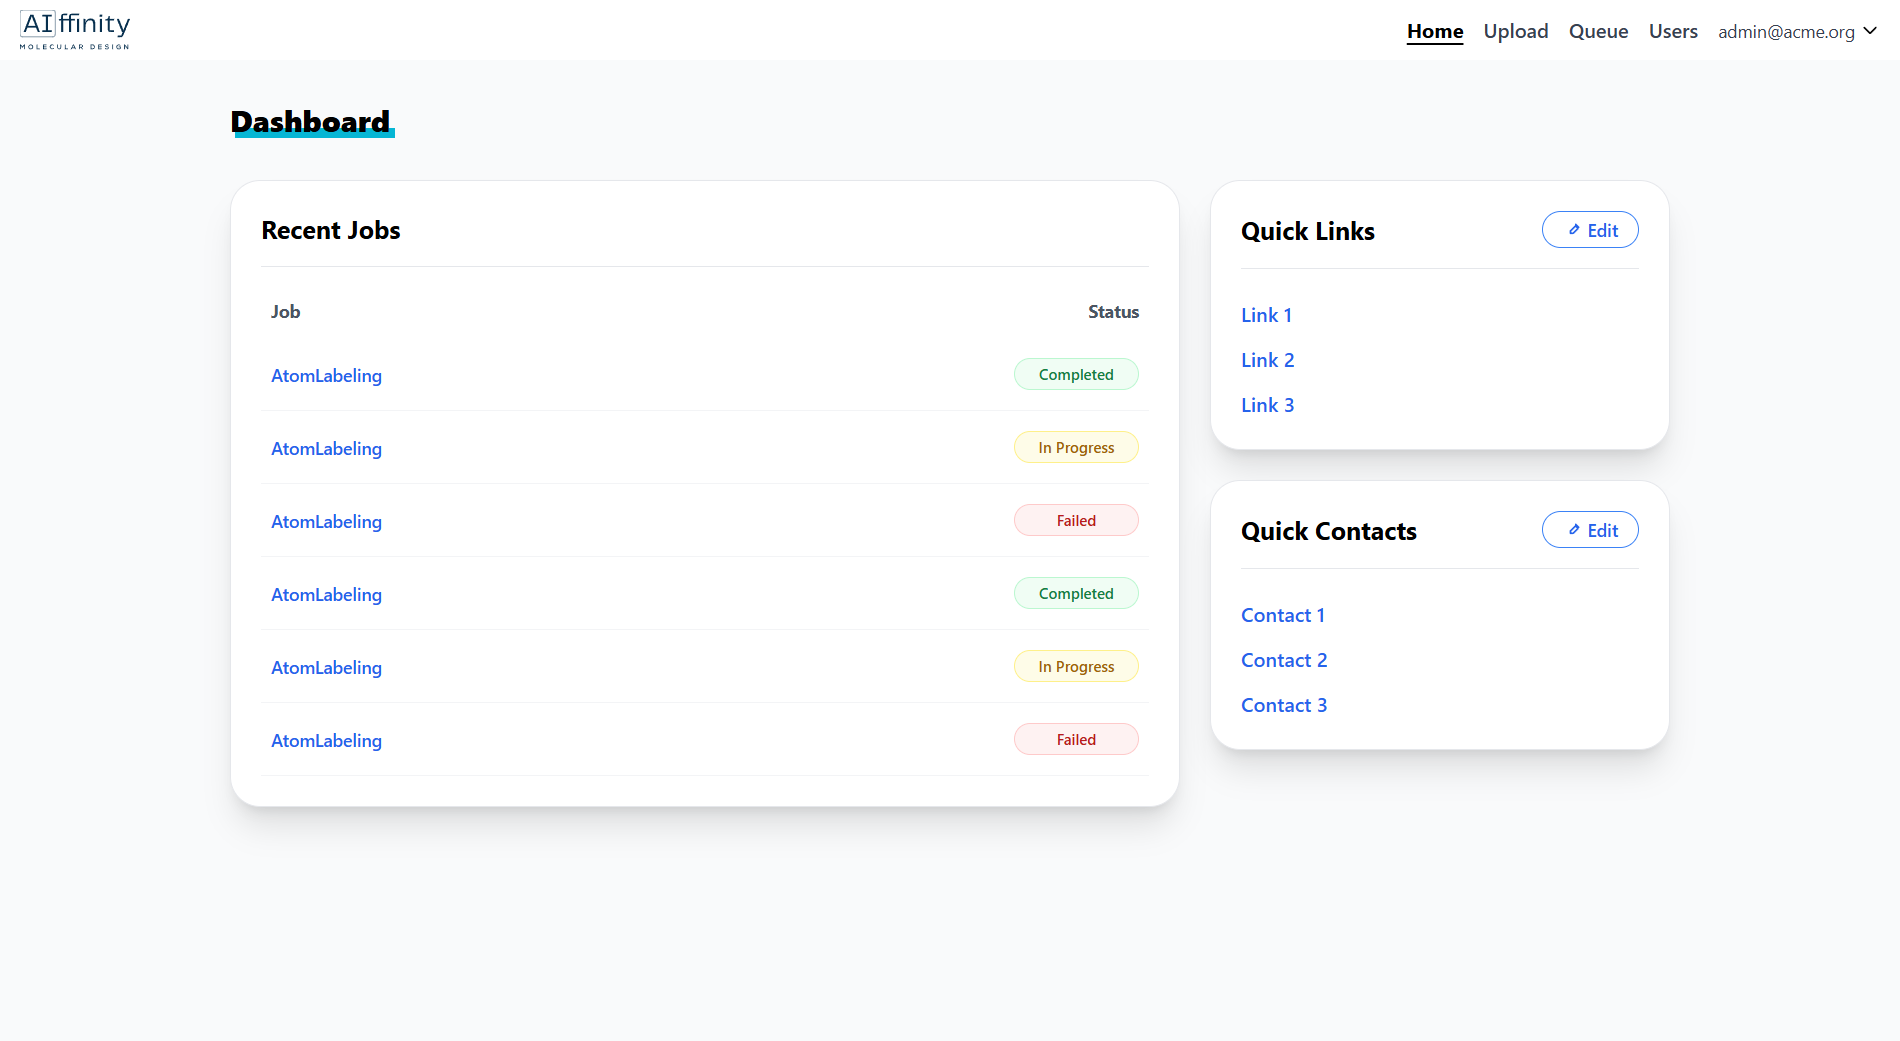 AIffinity
MOLECULAR DESIGN
Home Upload Queue Users admin@acme.org
Dashboard
Recent Jobs
Job Status
AtomLabeling Completed
AtomLabeling In Progress
AtomLabeling Failed
AtomLabeling Completed
AtomLabeling In Progress
AtomLabeling Failed
Quick Links Edit
Link 1
Link 2
Link 3
Quick Contacts Edit
Contact 1
Contact 2
Contact 3